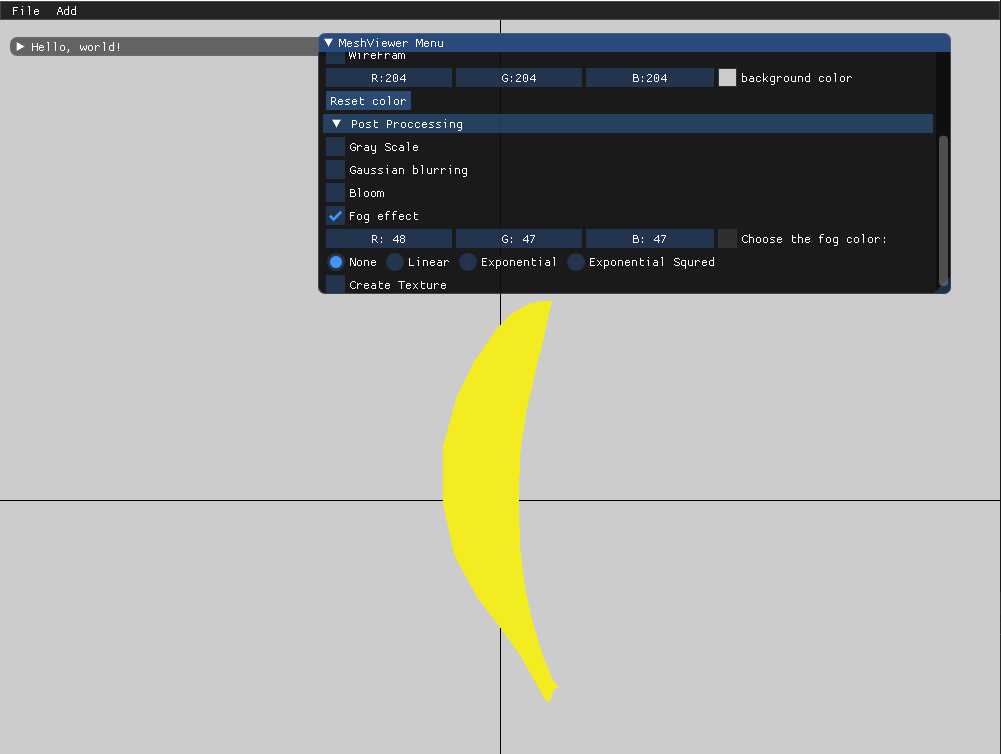 File Add
Hello, world!
MeshViewer Menu
WireFram
R:204 G:204 B:204 background color
Reset color
Post Proccessing
Gray Scale
Gaussian blurring
Bloom
Fog effect
R: 48 G: 47 B: 47 Choose the fog color:
None Linear Exponential Exponential Squred
Create Texture